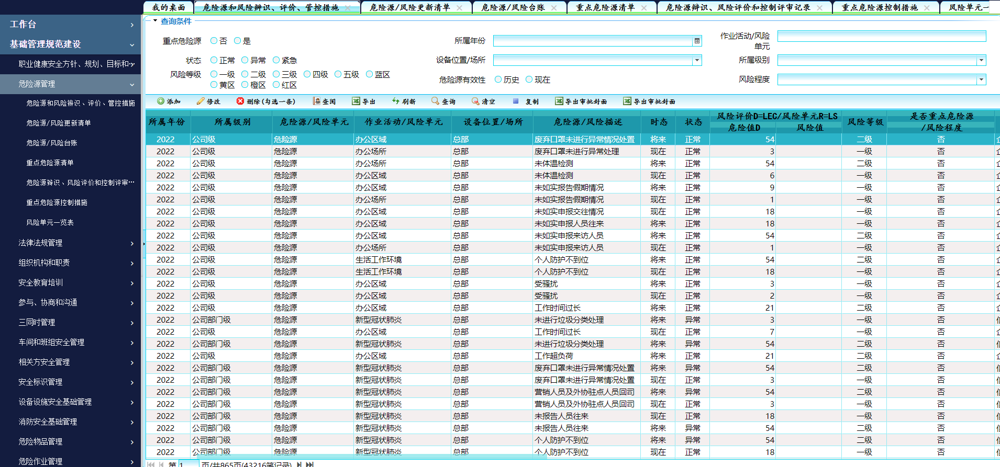 我的桌面 危险源和风险辨识、评价、管控措施 危险源/风险更新清单 危险源/风险台账 重点危险源清单 危险源辩识、风险评价和控制评审记录 重点危险源控制措施 风险单元一
工作台
基础管理规范建设
职业健康安全方针、规划、目标和…
危险源管理
危险源和风险辨识、评价、管控措施
危险源/风险更新清单
危险源/风险台账
重点危险源清单
危险源辩识、风险评价和控制评审…
重点危险源控制措施
风险单元一览表
法律法规管理
组织机构和职责
安全教育培训
参与、协商和沟通
三同时管理
车间和班组安全管理
相关方安全管理
安全标识管理
设备设施安全基础管理
消防安全基础管理
危险物品管理
危险作业管理
查询条件
重点危险源 否 是 所属年份 作业活动/风险单元
状态 正常 异常 紧急 设备位置/场所 所属级别
风险等级 一级 二级 三级 四级 五级 蓝区 黄区 橙区 红区 危险源有效性 历史 现在 风险程度
添加 修改 删除(勾选一条) 查阅 导出 刷新 查询 清空 复制 导出审批封面 导出审批封面
所属年份 所属级别 危险源/风险单元 作业活动/风险单元 设备位置/场所 危险源/风险描述 时态 状态 风险评价D=LEC/风险单元R=LS 危险值D 风险值 风险等级 是否重点危险源/风险程度
2022 公司级 危险源 办公区域 总部 废弃口罩未进行异常情况处置 将来 正常 54 二级 否
2022 公司级 危险源 办公场所 总部 废弃口罩未进行异常处理 现在 正常 3 一级 否
2022 公司级 危险源 办公场所 总部 未体温检测 将来 正常 54 二级 否
2022 公司级 危险源 办公区域 总部 未体温检测 现在 正常 6 一级 否
2022 公司级 危险源 办公区域 总部 未如实报告假期情况 将来 正常 9 一级 否
2022 公司级 危险源 办公场所 总部 未如实报告假期情况 现在 正常 1 一级 否
2022 公司级 危险源 办公区域 总部 未如实申报交往情况 现在 正常 18 一级 否
2022 公司级 危险源 办公区域 总部 未如实申报人员往来 将来 正常 18 一级 否
2022 公司级 危险源 办公区域 总部 未如实申报来访人员 将来 正常 54 二级 否
2022 公司级 危险源 办公场所 总部 未如实申报来访人员 现在 正常 1 一级 否
2022 公司级 危险源 生活工作环境 总部 个人防护不到位 将来 正常 54 二级 否
2022 公司级 危险源 生活工作环境 总部 个人防护不到位 现在 正常 18 一级 否
2022 公司级 危险源 办公区域 总部 受骚扰 将来 正常 3 一级 否
2022 公司级 危险源 办公区域 总部 受骚扰 现在 正常 2 一级 否
2022 公司级 危险源 办公区域 总部 工作时间过长 将来 正常 21 二级 否
2022 公司部门级 危险源 新型冠状肺炎 总部 未进行垃圾分类处理 将来 异常 3 一级 否
2022 公司级 危险源 办公区域 总部 工作时间过长 现在 正常 7 一级 否
2022 公司部门级 危险源 新型冠状肺炎 总部 未进行垃圾分类处理 将来 异常 54 二级 否
2022 公司级 危险源 办公区域 总部 工作超负荷 将来 正常 21 二级 否
2022 公司部门级 危险源 新型冠状肺炎 总部 废弃口罩未进行异常情况处置 将来 异常 54 二级 否
2022 公司部门级 危险源 新型冠状肺炎 总部 废弃口罩未进行异常情况处置 现在 正常 3 一级 否
2022 公司部门级 危险源 新型冠状肺炎 总部 营销人员及外协驻点人员回司 将来 异常 54 二级 否
2022 公司部门级 危险源 新型冠状肺炎 总部 营销人员及外协驻点人员回司 现在 正常 3 一级 否
2022 公司部门级 危险源 新型冠状肺炎 总部 未报告人员往来 现在 正常 18 一级 否
2022 公司部门级 危险源 新型冠状肺炎 总部 未报告人员往来 将来 异常 54 二级 否
2022 公司部门级 危险源 新型冠状肺炎 总部 个人防护不到位 将来 异常 54 二级 否
2022 公司部门级 危险源 新型冠状肺炎 总部 个人防护不到位 现在 正常 18 一级 否
第 1 页/共865页(43216笔记录)